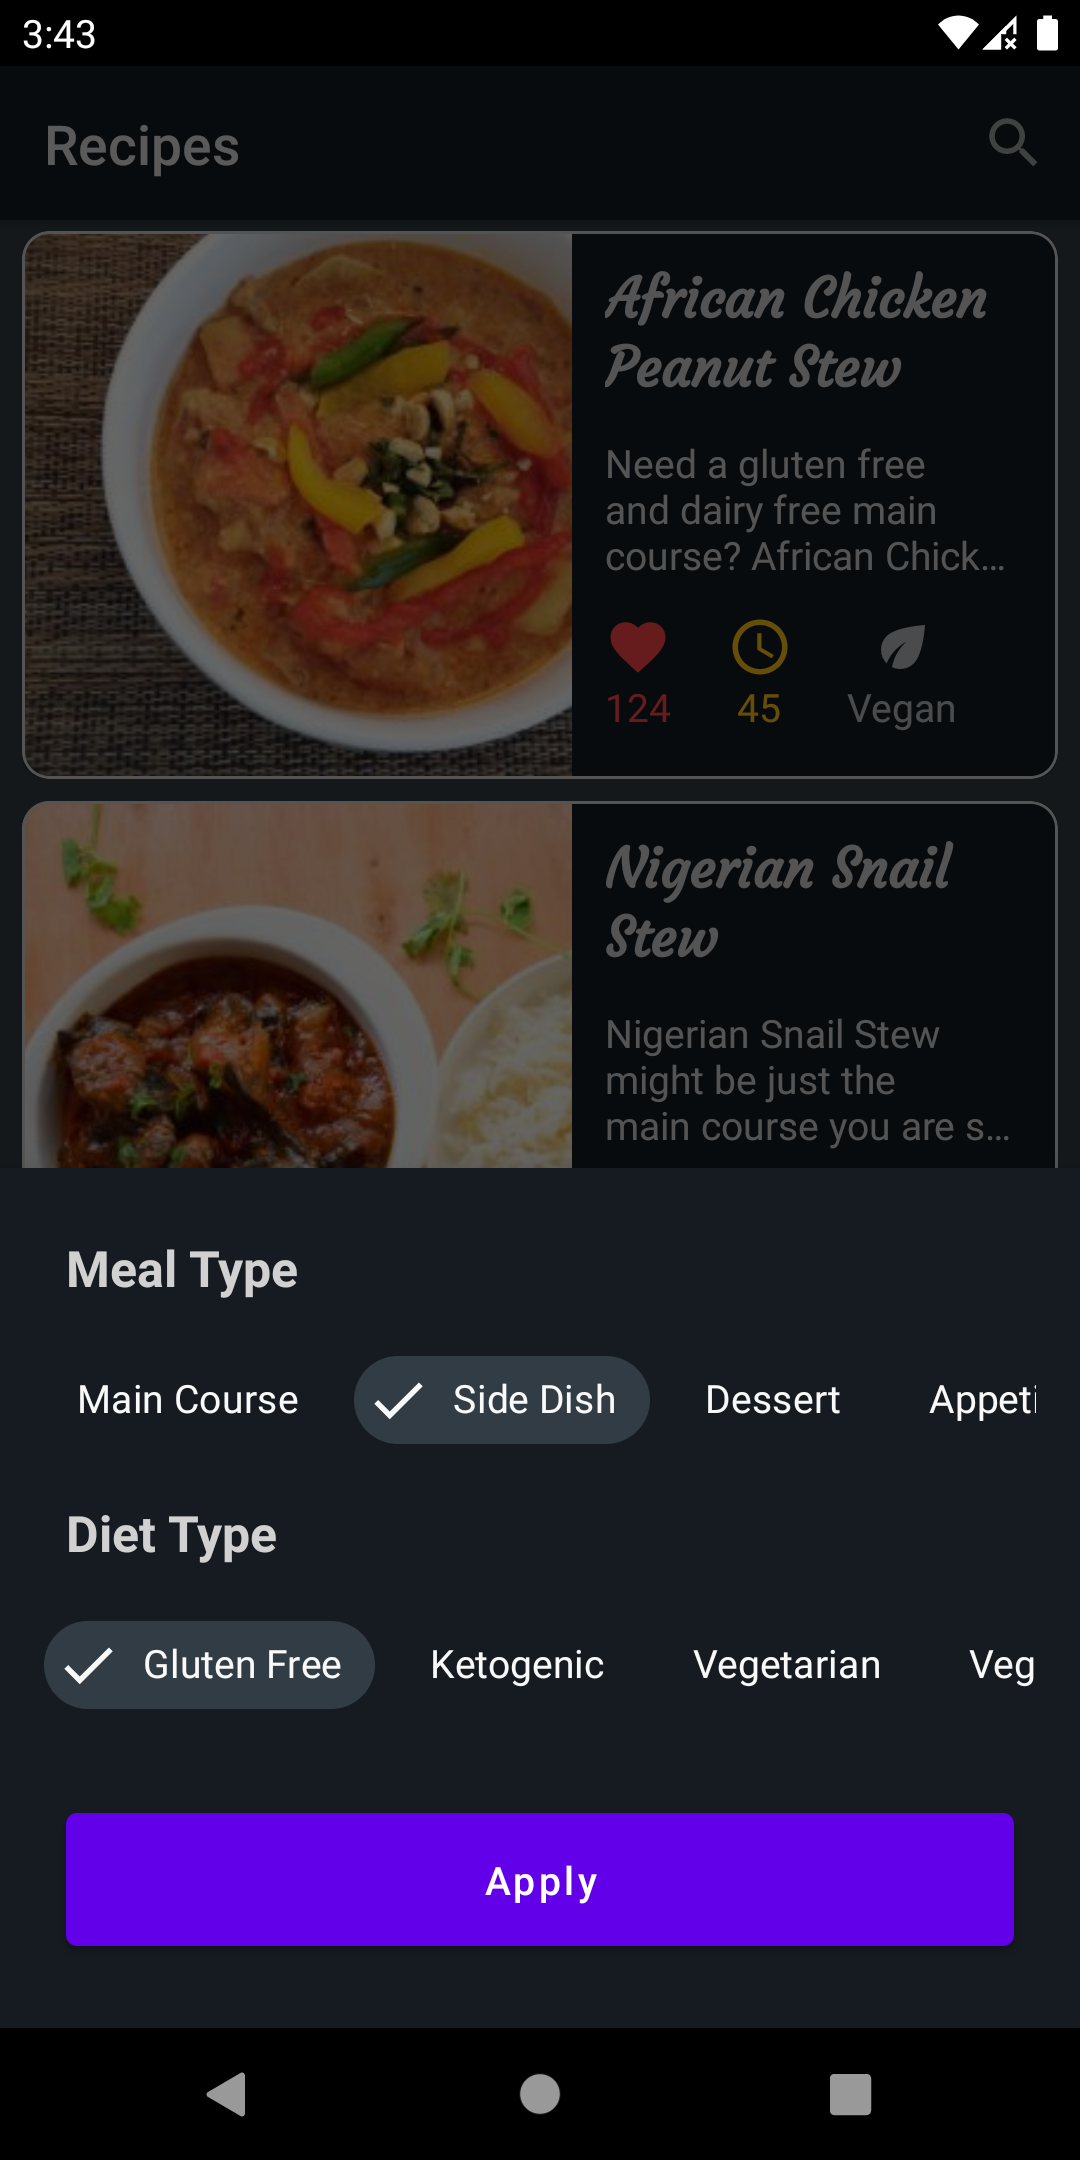 3:43
Recipes
African Chicken
Peanut Stew
Need a gluten free
and dairy free main
course? African Chick...
124
45
Vegan
Nigerian Snail
Stew
Nigerian Snail Stew
might be just the
main course you are s...
Meal Type
Main Course
Side Dish
Dessert
Appeti
Diet Type
Gluten Free
Ketogenic
Vegetarian
Veg
Apply